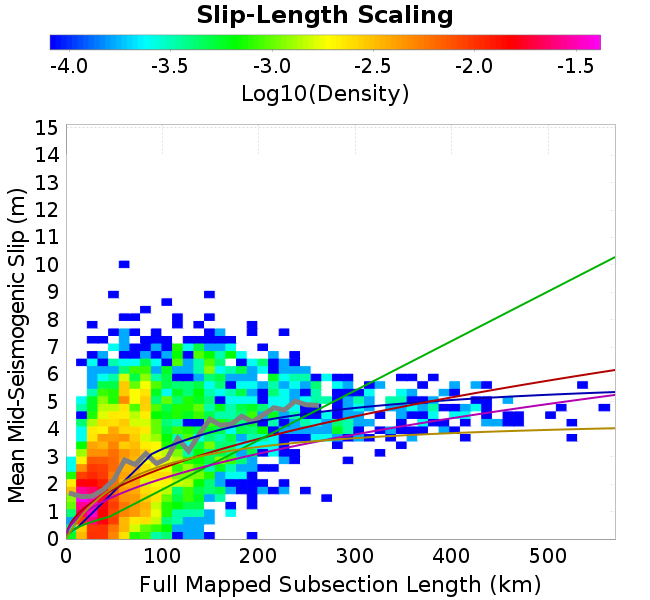 Slip-Length Scaling
-4.0 -3.5 -3.0 -2.5 -2.0 -1.5
Log10(Density)
Mean Mid-Seismogenic Slip (m)
15
14
13
12
11
10
9
8
7
6
5
4
3
2
1
0
0 100 200 300 400 500
Full Mapped Subsection Length (km)